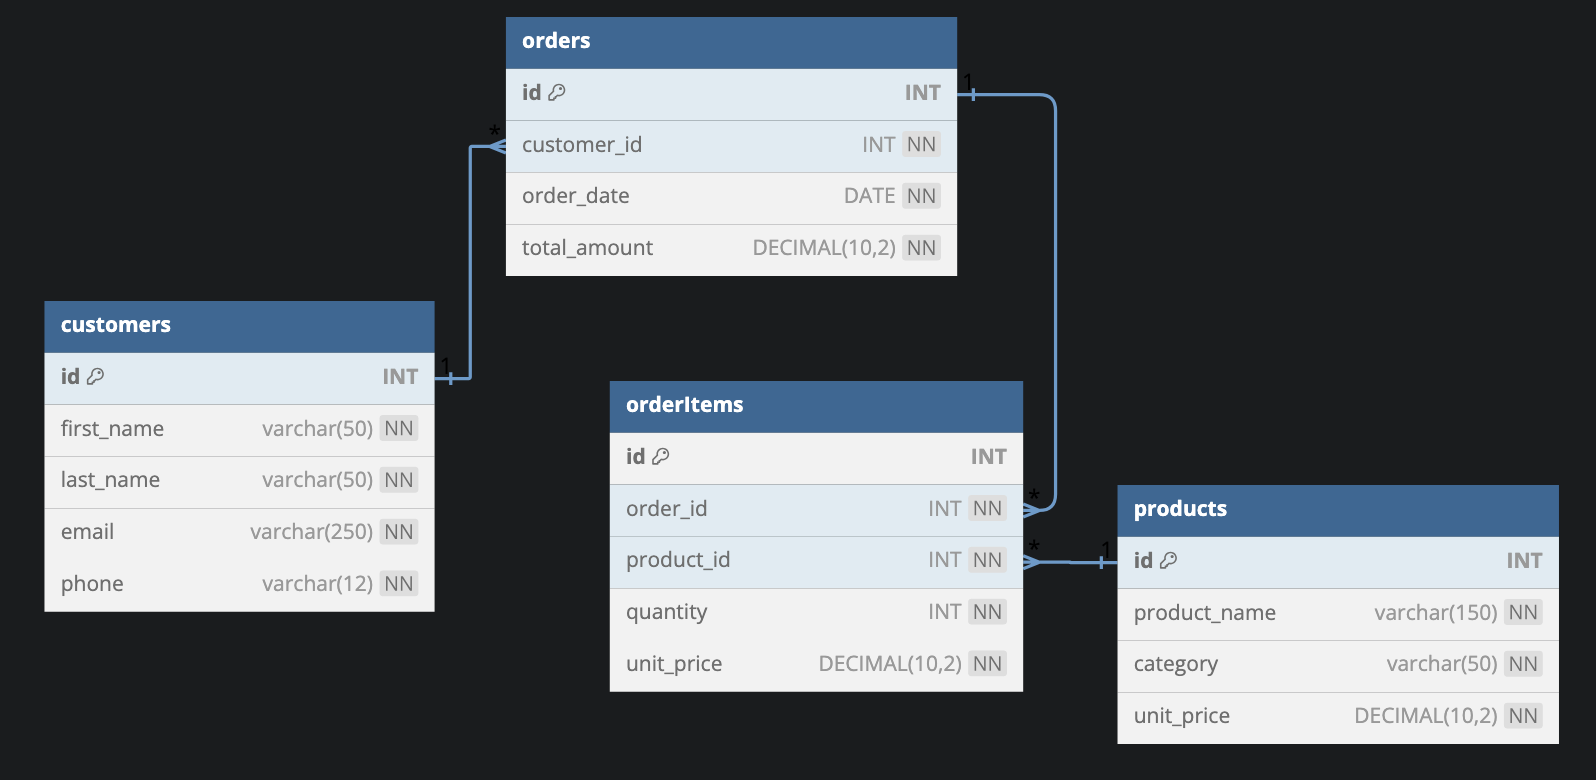 orders
id INT
customer_id INT NN
order_date DATE NN
total_amount DECIMAL(10,2) NN
1
*
customers
id INT
first_name varchar(50) NN
last_name varchar(50) NN
email varchar(250) NN
phone varchar(12) NN
1
orderItems
id INT
order_id INT NN
product_id INT NN
quantity INT NN
unit_price DECIMAL(10,2) NN
*
*
1
products
id INT
product_name varchar(150) NN
category varchar(50) NN
unit_price DECIMAL(10,2) NN